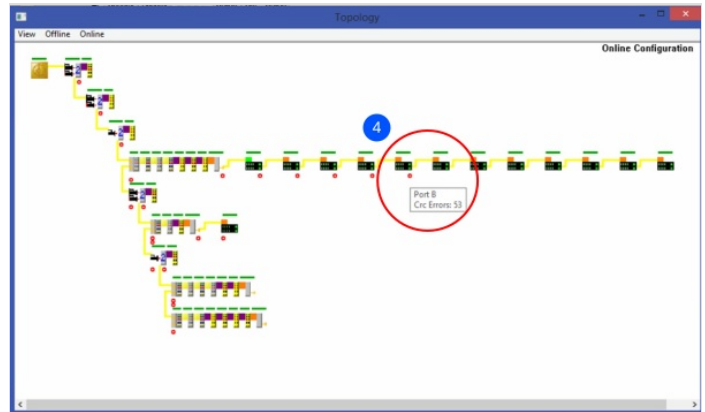 Topology
View Offline Online
Online Configuration
4
Port B
Crc Errors: 53